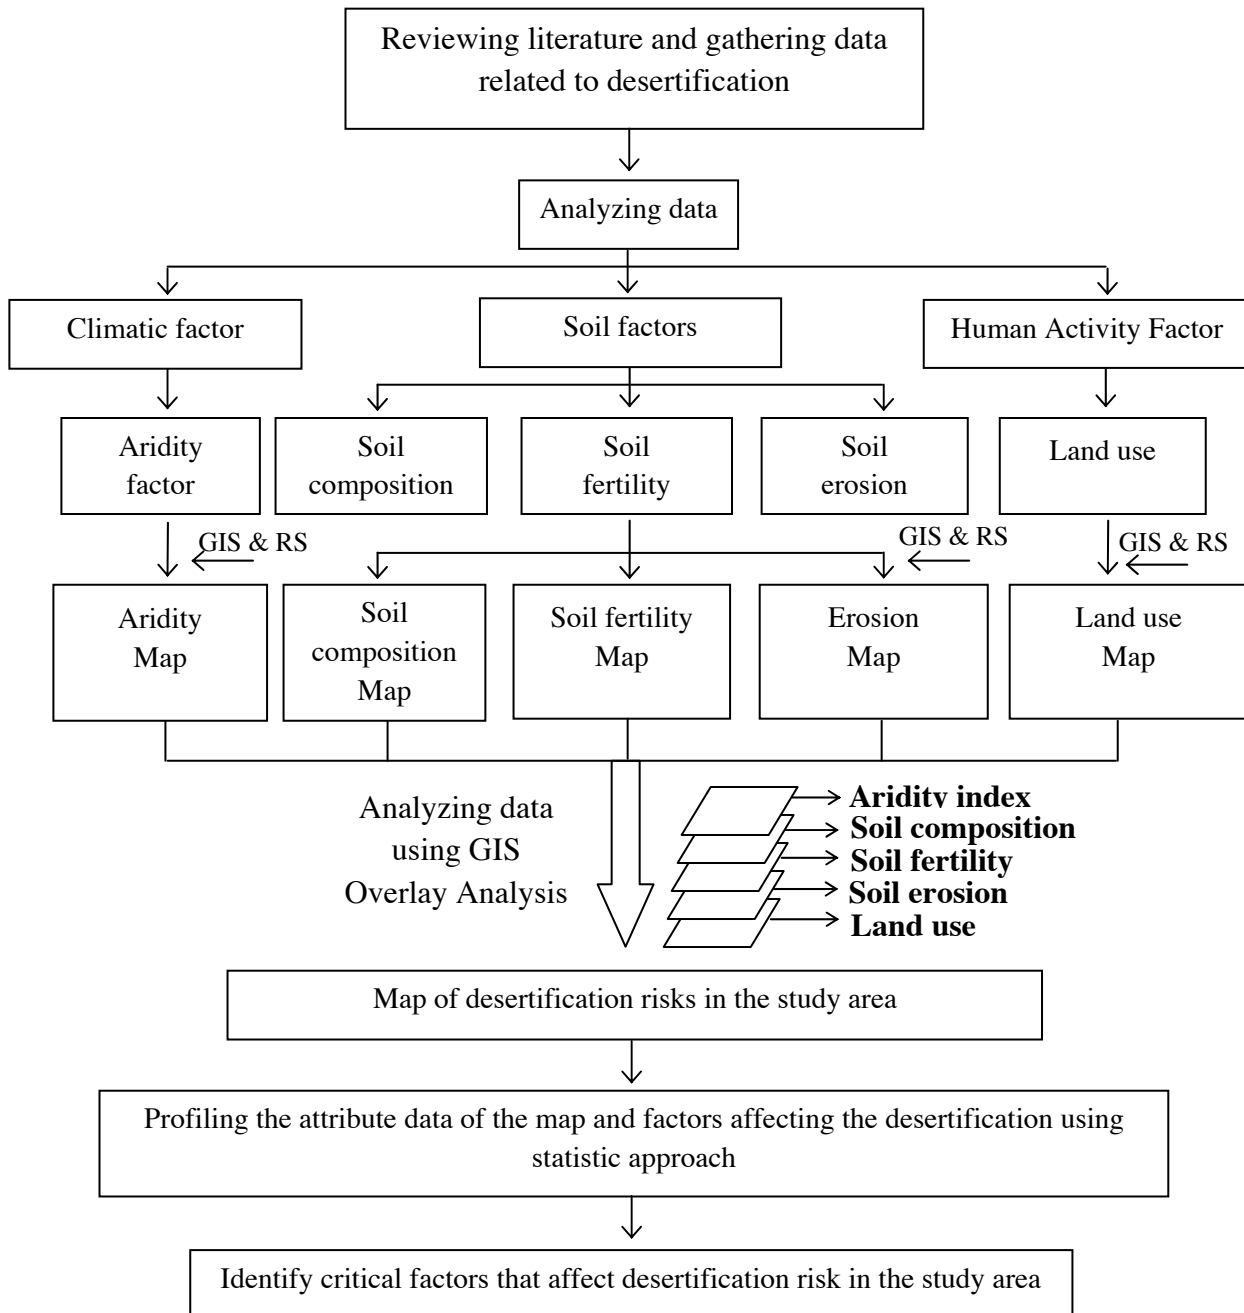 Reviewing literature and gathering data
related to desertification
Analyzing data
Climatic factor
Soil factors
Human Activity Factor
Aridity
factor
Soil
composition
Soil
fertility
Soil
erosion
Land use
GIS & RS
GIS & RS
GIS & RS
Aridity
Map
Soil
composition
Map
Soil fertility
Map
Erosion
Map
Land use
Map
Analyzing data
using GIS
Overlay Analysis
Aridity index
Soil composition
Soil fertility
Soil erosion
Land use
Map of desertification risks in the study area
Profiling the attribute data of the map and factors affecting the desertification using
statistic approach
Identify critical factors that affect desertification risk in the study area